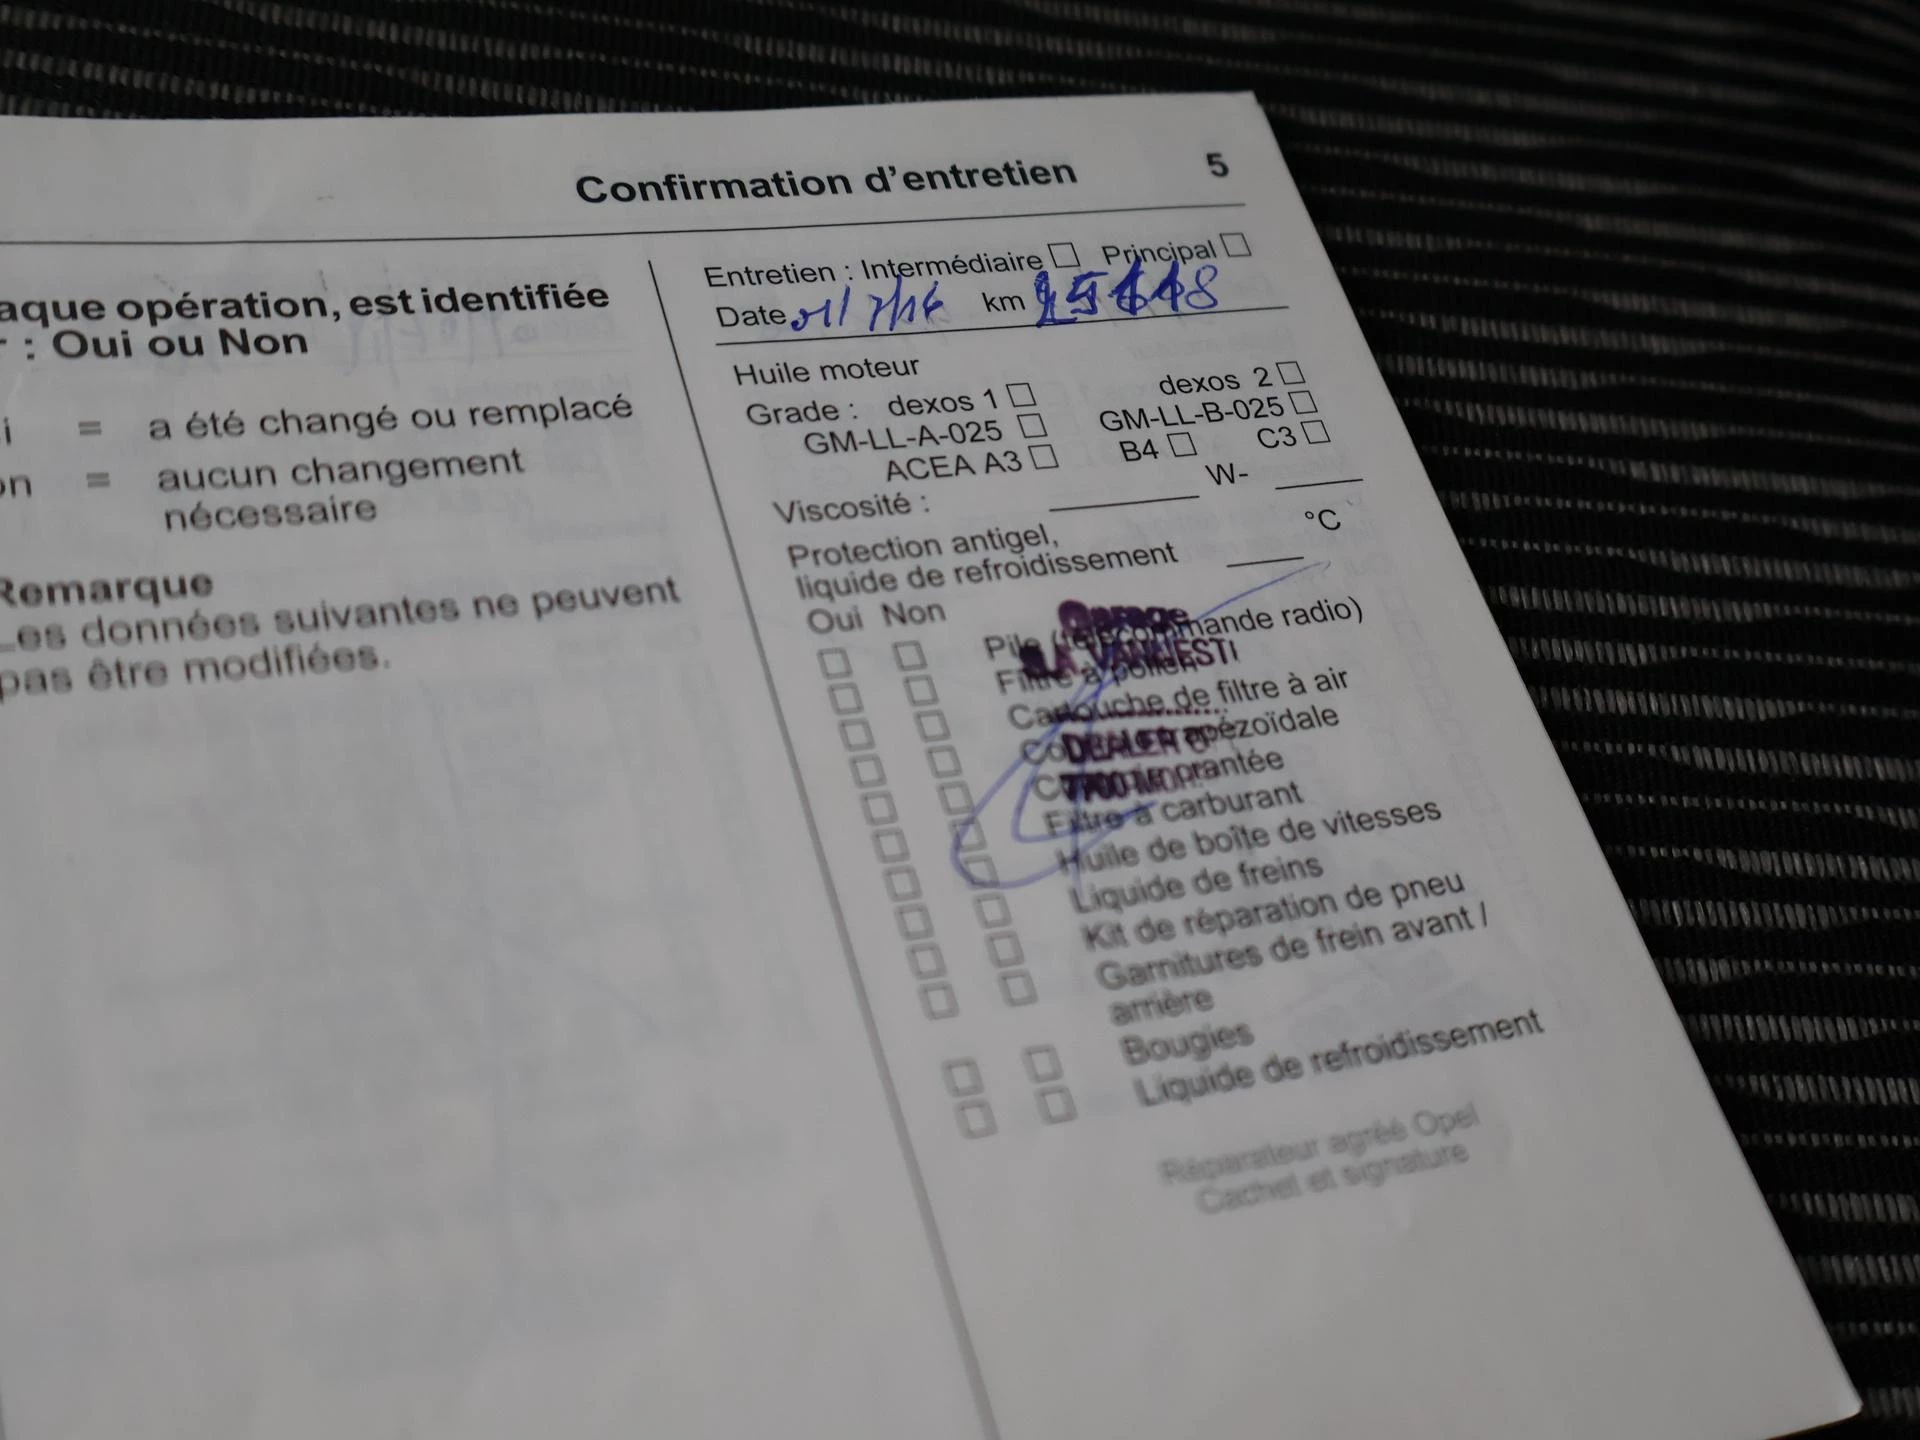 Confirmation d'entretien 5
aque opération, est identifiée
: Oui ou Non
i = a été changé ou remplacé
on = aucun changement
nécessaire
Remarque
Les données suivantes ne peuvent
pas être modifiées.
Entretien : Intermédiaire □ Principal □
Date km
Huile moteur
Grade : dexos 1 □ dexos 2 □
GM-LL-A-025 □ GM-LL-B-025 □
ACEA A3 □ B4 □ C3 □
Viscosité : W-
Protection antigel,
liquide de refroidissement °C
Oui Non
□ □ Pile (télécommande radio)
□ □ Filtre à pollen
□ □ Cartouche de filtre à air
□ □ trapézoïdale
□ □ crantée
□ □ Filtre à carburant
□ □ Huile de boîte de vitesses
□ □ Liquide de freins
□ □ Kit de réparation de pneu
□ □ Garnitures de frein avant /
arrière
□ □ Bougies
□ □ Liquide de refroidissement
Garage
DEALER
7700
Réparateur agréé Opel
Cachet et signature